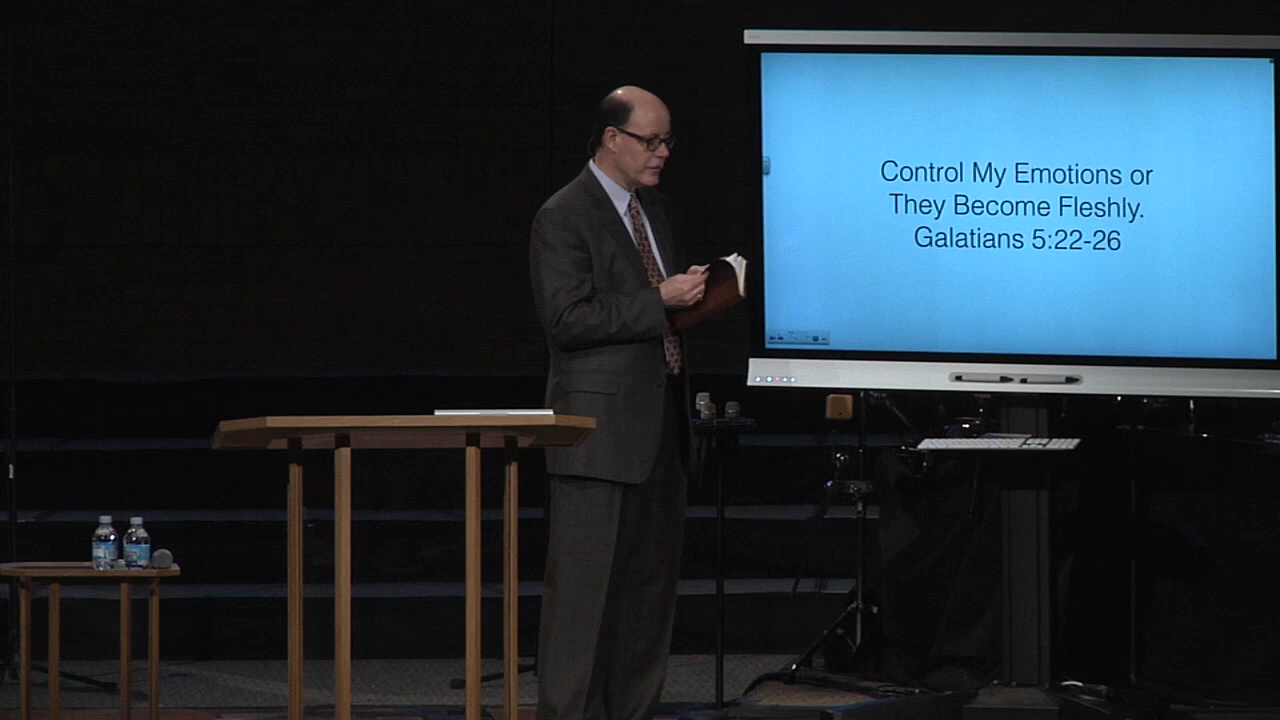 Control My Emotions or
They Become Fleshly.
Galatians 5:22-26